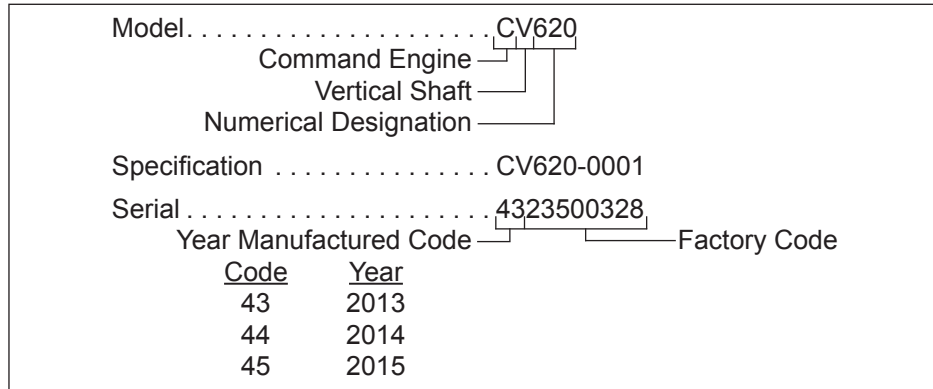 Model. . . . . . . . . . . . . . . . . . . . . CV620
Command Engine
Vertical Shaft
Numerical Designation
Specification . . . . . . . . . . . . . . . CV620-0001
Serial . . . . . . . . . . . . . . . . . . . . . 4323500328
Year Manufactured Code Factory Code
Code Year
43 2013
44 2014
45 2015